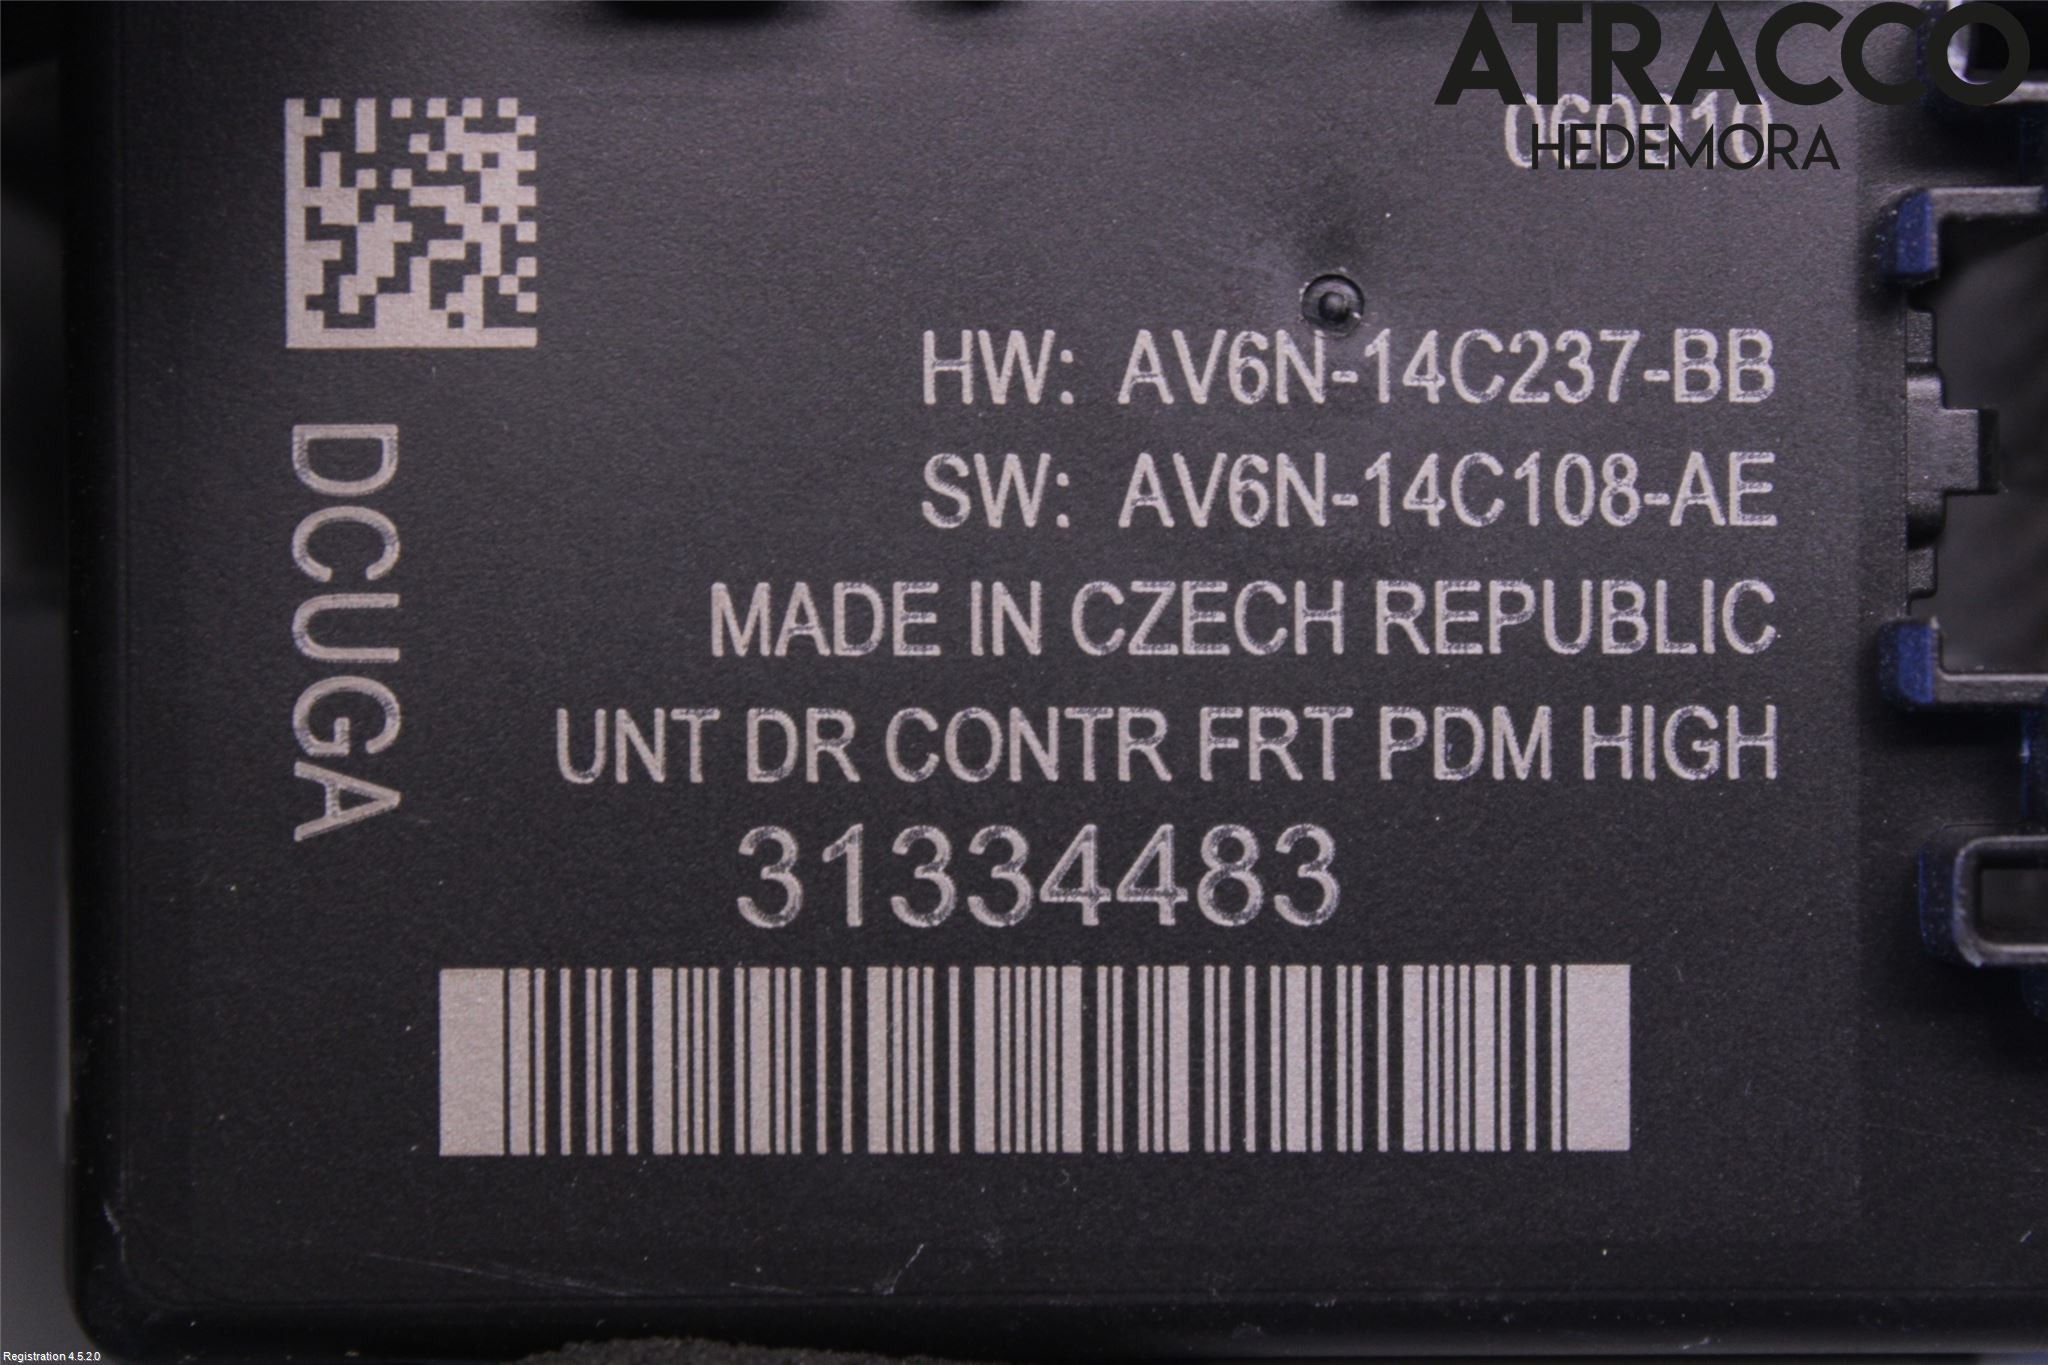 ATRACCO
HEDEMORA
HW: AV6N-14C237-BB
SW: AV6N-14C108-AE
MADE IN CZECH REPUBLIC
UNT DR CONTR FRT PDM HIGH
31334483
DCUGA
Registration 4.5.2.0